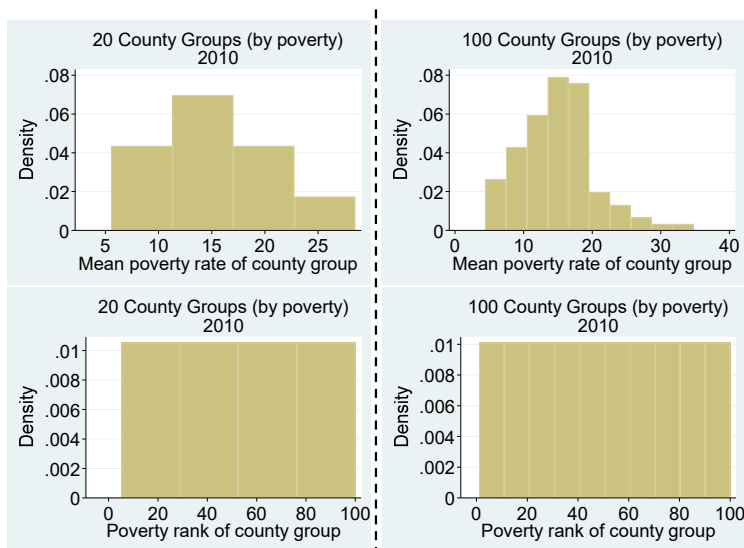 20 County Groups (by poverty)
2010
.08
.06
.04
.02
0
Density
5 10 15 20 25
Mean poverty rate of county group
100 County Groups (by poverty)
2010
.08
.06
.04
.02
0
Density
0 10 20 30 40
Mean poverty rate of county group
20 County Groups (by poverty)
2010
.01
.008
.006
.004
.002
0
Density
0 20 40 60 80 100
Poverty rank of county group
100 County Groups (by poverty)
2010
.01
.008
.006
.004
.002
0
Density
0 20 40 60 80 100
Poverty rank of county group